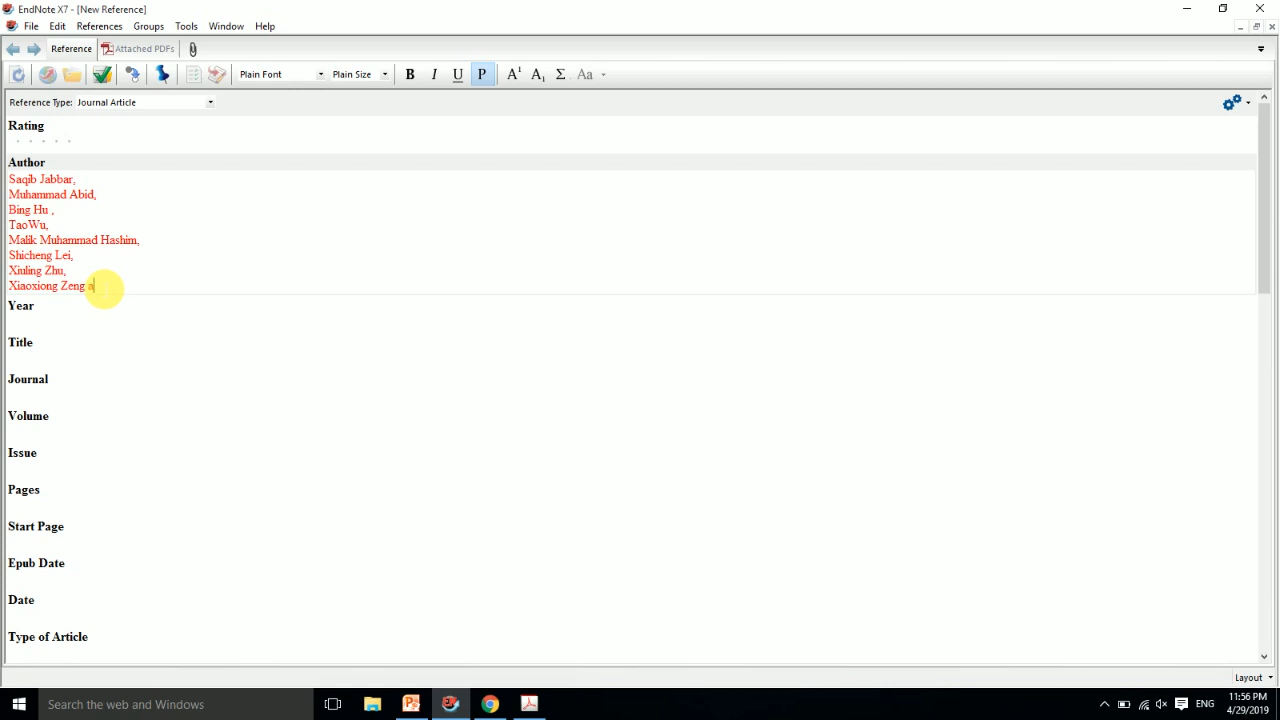 EndNote X7 - [New Reference]
File Edit References Groups Tools Window Help
Reference Attached PDFs
Plain Font Plain Size B I U P A¹ A₁ Σ Aa
Reference Type: Journal Article
Rating
Author
Saqib Jabbar,
Muhammad Abid,
Bing Hu ,
TaoWu,
Malik Muhammad Hashim,
Shicheng Lei,
Xiuling Zhu,
Xiaoxiong Zeng a
Year
Title
Journal
Volume
Issue
Pages
Start Page
Epub Date
Date
Type of Article
Layout
Search the web and Windows
ENG
11:56 PM
4/29/2019